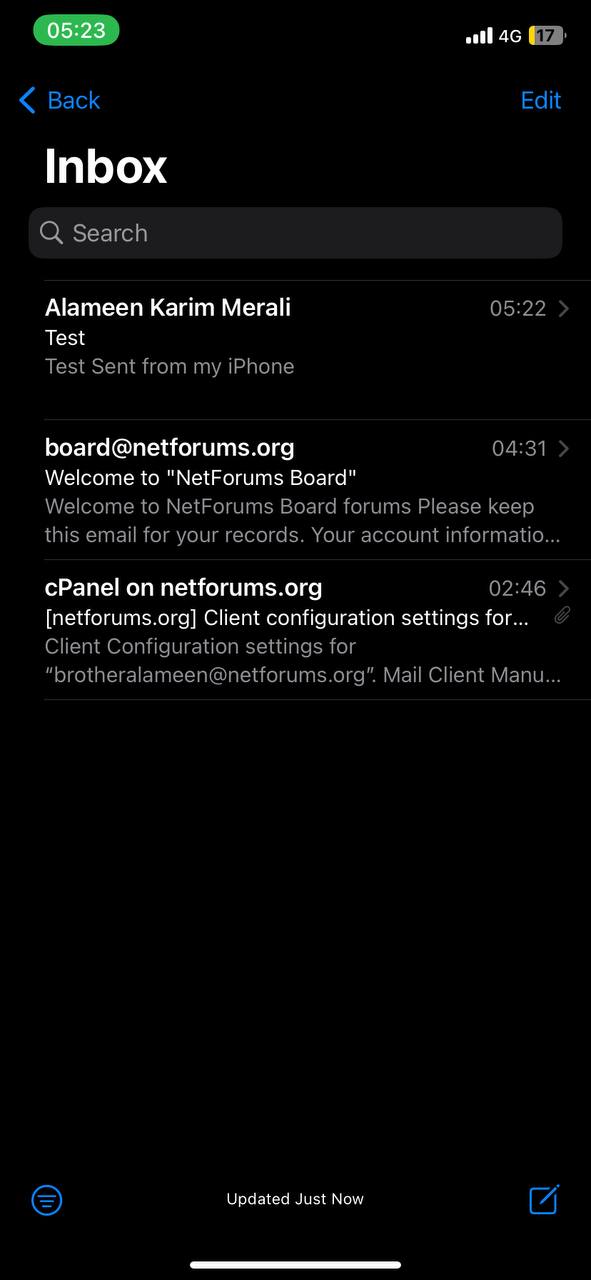 05:23
4G 17
Back
Edit
Inbox
Search
Alameen Karim Merali 05:22
Test
Test Sent from my iPhone
board@netforums.org 04:31
Welcome to "NetForums Board"
Welcome to NetForums Board forums Please keep
this email for your records. Your account informatio...
cPanel on netforums.org 02:46
[netforums.org] Client configuration settings for...
Client Configuration settings for
“brotheralameen@netforums.org”. Mail Client Manu...
Updated Just Now